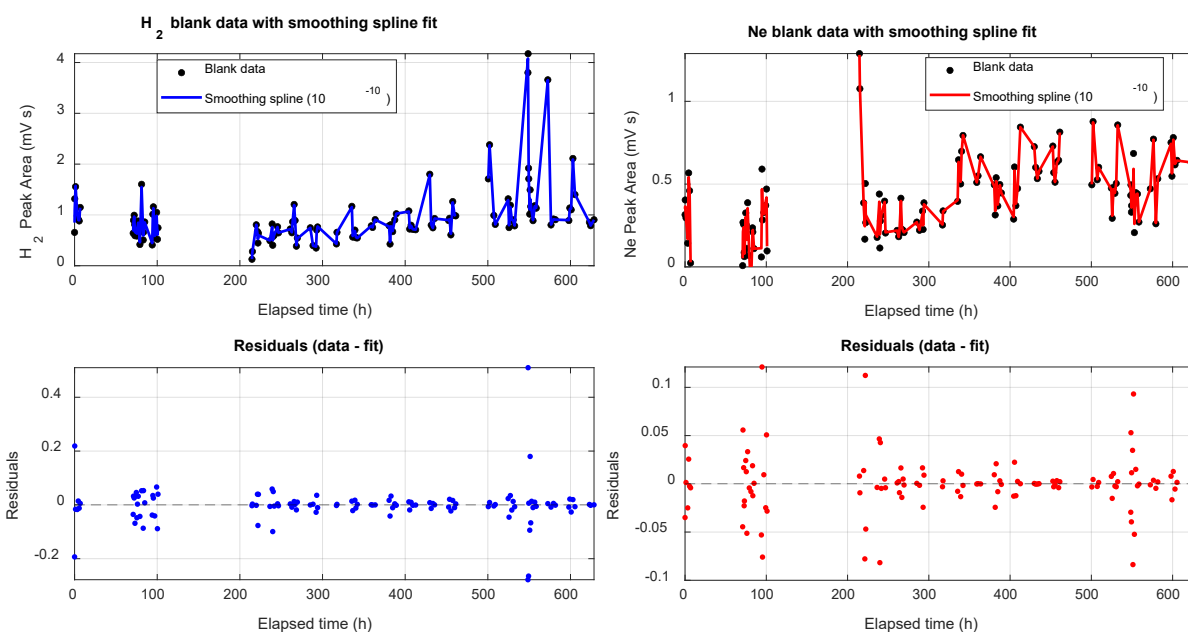 H 2 blank data with smoothing spline fit
4
3
2
1
0
H 2 Peak Area (mV s)
Blank data
Smoothing spline (10 -10 )
0 100 200 300 400 500 600
Elapsed time (h)
Ne blank data with smoothing spline fit
1
0.5
0
Ne Peak Area (mV s)
Blank data
Smoothing spline (10 -10 )
0 100 200 300 400 500 600
Elapsed time (h)
Residuals (data - fit)
0.4
0.2
0
-0.2
Residuals
0 100 200 300 400 500 600
Elapsed time (h)
Residuals (data - fit)
0.1
0.05
0
-0.05
-0.1
Residuals
0 100 200 300 400 500 600
Elapsed time (h)